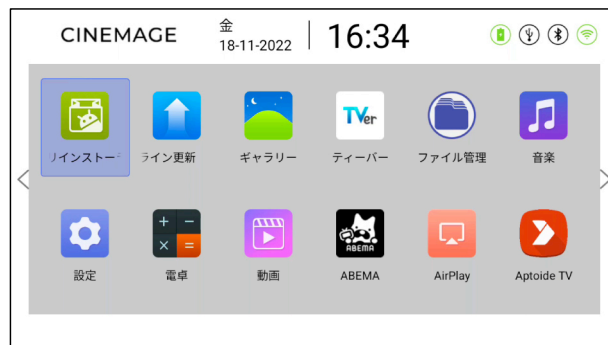 CINEMAGE
金
18-11-2022
16:34
リインストー
ライン更新
ギャラリー
TVer
ティーバー
ファイル管理
音楽
設定
電卓
動画
ABEMA
ABEMA
AirPlay
Aptoide TV